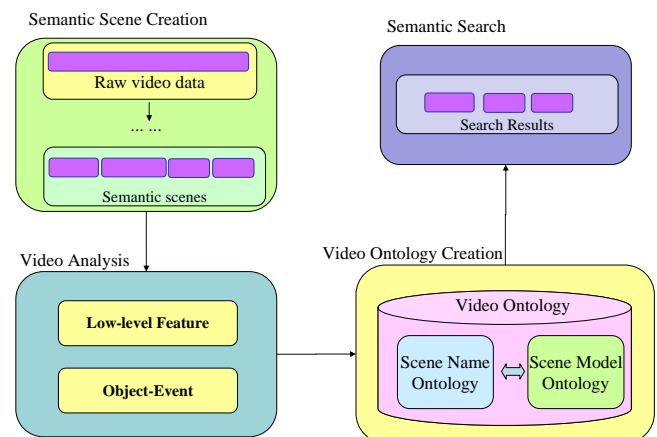 Semantic Scene Creation
Raw video data
... ...
Semantic scenes
Semantic Search
Search Results
Video Analysis
Low-level Feature
Object-Event
Video Ontology Creation
Video Ontology
Scene Name
Ontology
Scene Model
Ontology